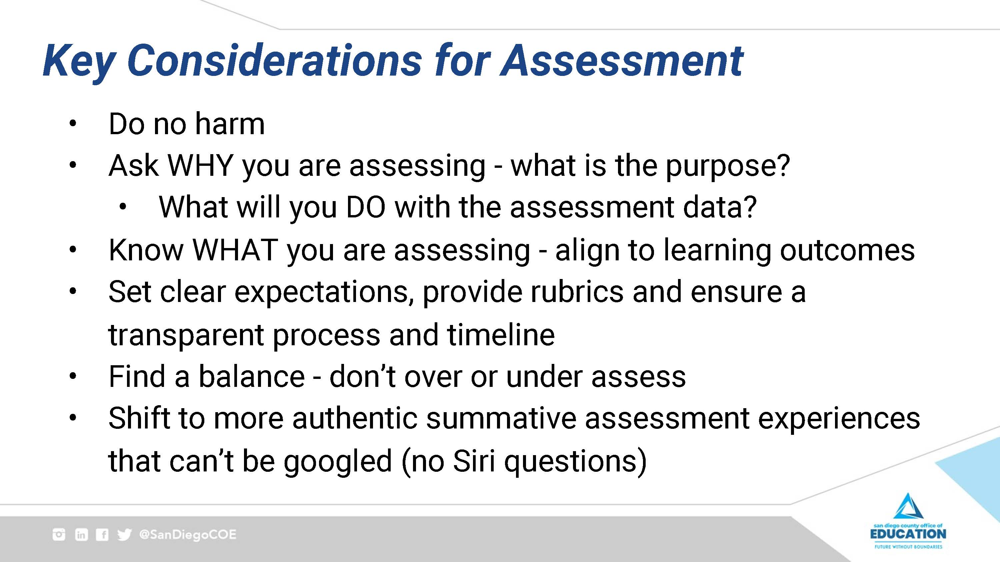 Key Considerations for Assessment
• Do no harm
• Ask WHY you are assessing - what is the purpose?
• What will you DO with the assessment data?
• Know WHAT you are assessing - align to learning outcomes
• Set clear expectations, provide rubrics and ensure a
transparent process and timeline
• Find a balance - don’t over or under assess
• Shift to more authentic summative assessment experiences
that can’t be googled (no Siri questions)
@SanDiegoCOE
san diego county office of
EDUCATION
FUTURE WITHOUT BOUNDARIES